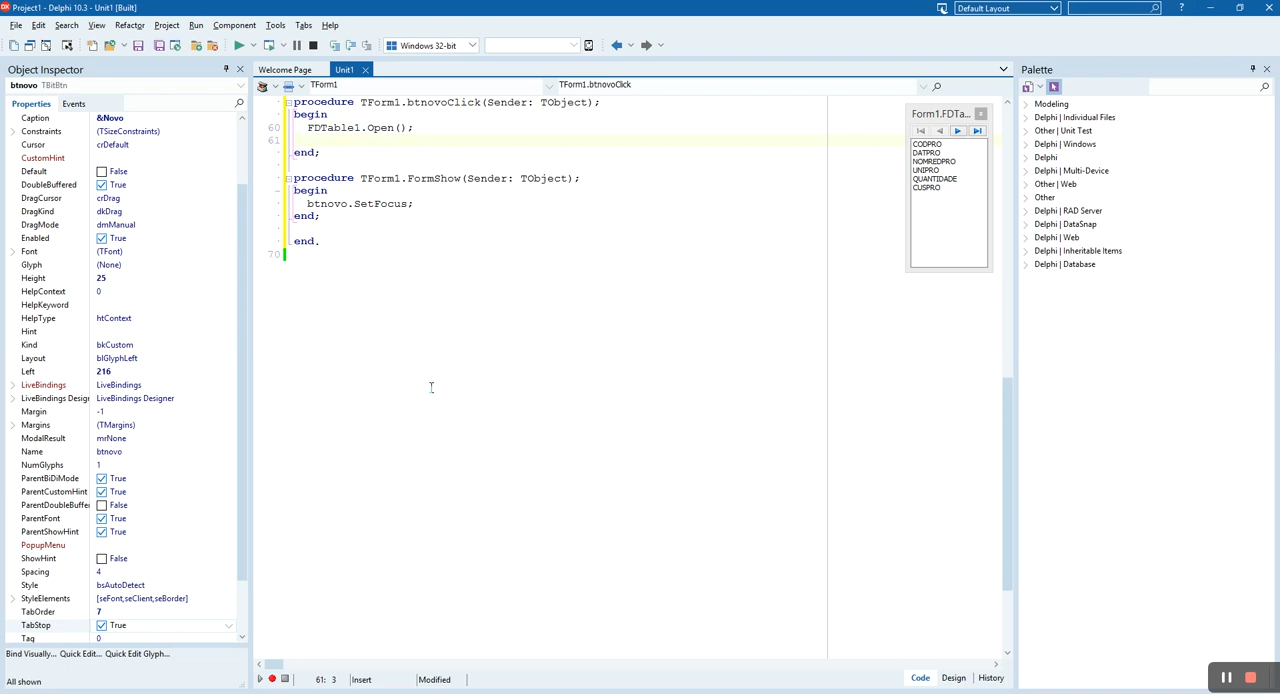 Project1 - Delphi 10.3 - Unit1 [Built]
Default Layout
File Edit Search View Refactor Project Run Component Tools Tabs Help
Windows 32-bit
Object Inspector
Welcome Page
Unit1
Palette
btnovo TBitBtn
TForm1
TForm1.btnovoClick
Properties
Events
Caption &Novo
Constraints (TSizeConstraints)
Cursor crDefault
CustomHint
Default False
DoubleBuffered True
DragCursor crDrag
DragKind dkDrag
DragMode dmManual
Enabled True
Font (TFont)
Glyph (None)
Height 25
HelpContext 0
HelpKeyword
HelpType htContext
Hint
Kind bkCustom
Layout blGlyphLeft
Left 216
LiveBindings LiveBindings
LiveBindings Desigr LiveBindings Designer
Margin -1
Margins (TMargins)
ModalResult mrNone
Name btnovo
NumGlyphs 1
ParentBiDiMode True
ParentCustomHint True
ParentDoubleBuffer False
ParentFont True
ParentShowHint True
PopupMenu
ShowHint False
Spacing 4
Style bsAutoDetect
StyleElements [seFont,seClient,seBorder]
TabOrder 7
TabStop True
Tag 0
Bind Visually... Quick Edit... Quick Edit Glyph...
All shown
procedure TForm1.btnovoClick(Sender: TObject);
begin
60 FDTable1.Open();
61
end;
procedure TForm1.FormShow(Sender: TObject);
begin
btnovo.SetFocus;
end;
end.
70
Form1.FDTa...
CODPRO
DATPRO
NOMREDPRO
UNIPRO
QUANTIDADE
CUSPRO
Modeling
Delphi | Individual Files
Other | Unit Test
Delphi | Windows
Delphi
Delphi | Multi-Device
Other | Web
Other
Delphi | RAD Server
Delphi | DataSnap
Delphi | Web
Delphi | Inheritable Items
Delphi | Database
61: 3
Insert
Modified
Code
Design
History